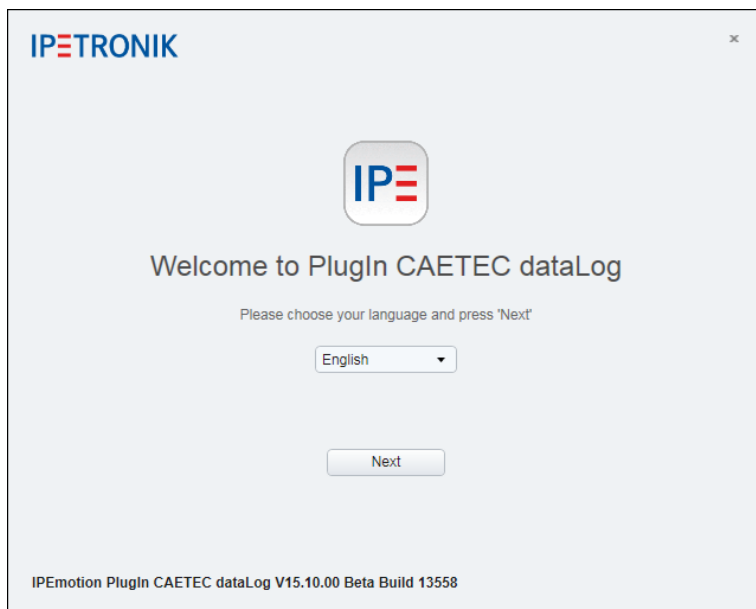 IPETRONIK
IPE
Welcome to PlugIn CAETEC dataLog
Please choose your language and press 'Next'
English
Next
IPEmotion PlugIn CAETEC dataLog V15.10.00 Beta Build 13558